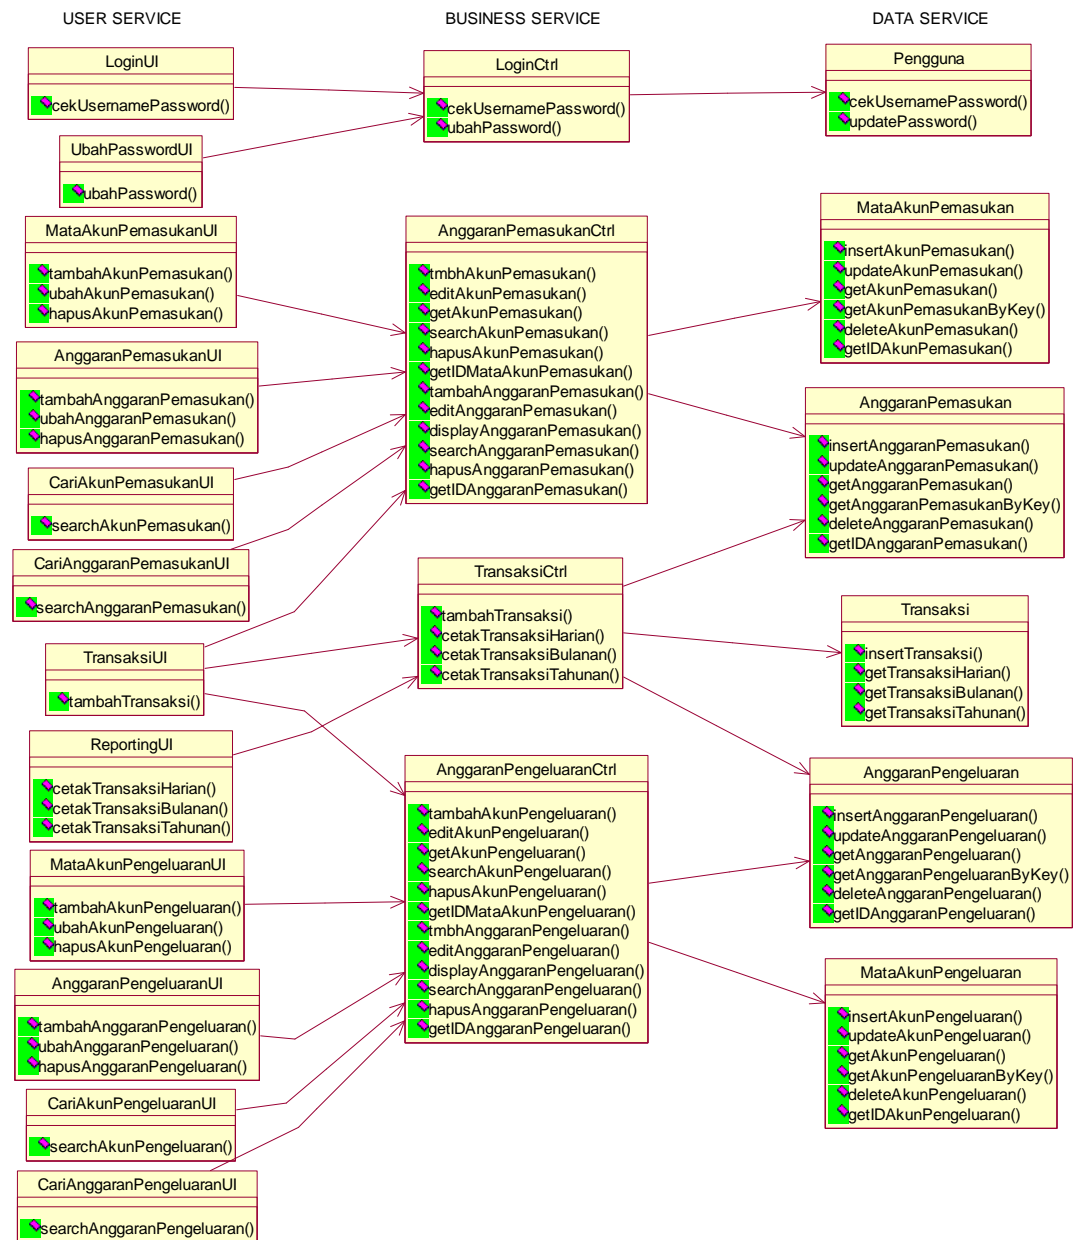 USER SERVICE
BUSINESS SERVICE
DATA SERVICE
LoginUI
cekUsernamePassword()
UbahPasswordUI
ubahPassword()
MataAkunPemasukanUI
tambahAkunPemasukan()
ubahAkunPemasukan()
hapusAkunPemasukan()
AnggaranPemasukanUI
tambahAnggaranPemasukan()
ubahAnggaranPemasukan()
hapusAnggaranPemasukan()
CariAkunPemasukanUI
searchAkunPemasukan()
CariAnggaranPemasukanUI
searchAnggaranPemasukan()
TransaksiUI
tambahTransaksi()
ReportingUI
cetakTransaksiHarian()
cetakTransaksiBulanan()
cetakTransaksiTahunan()
MataAkunPengeluaranUI
tambahAkunPengeluaran()
ubahAkunPengeluaran()
hapusAkunPengeluaran()
AnggaranPengeluaranUI
tambahAnggaranPengeluaran()
ubahAnggaranPengeluaran()
hapusAnggaranPengeluaran()
CariAkunPengeluaranUI
searchAkunPengeluaran()
CariAnggaranPengeluaranUI
searchAnggaranPengeluaran()
LoginCtrl
cekUsernamePassword()
ubahPassword()
AnggaranPemasukanCtrl
tmbhAkunPemasukan()
editAkunPemasukan()
getAkunPemasukan()
searchAkunPemasukan()
hapusAkunPemasukan()
getIDMataAkunPemasukan()
tambahAnggaranPemasukan()
editAnggaranPemasukan()
displayAnggaranPemasukan()
searchAnggaranPemasukan()
hapusAnggaranPemasukan()
getIDAnggaranPemasukan()
TransaksiCtrl
tambahTransaksi()
cetakTransaksiHarian()
cetakTransaksiBulanan()
cetakTransaksiTahunan()
AnggaranPengeluaranCtrl
tambahAkunPengeluaran()
editAkunPengeluaran()
getAkunPengeluaran()
searchAkunPengeluaran()
hapusAkunPengeluaran()
getIDMataAkunPengeluaran()
tmbhAnggaranPengeluaran()
editAnggaranPengeluaran()
displayAnggaranPengeluaran()
searchAnggaranPengeluaran()
hapusAnggaranPengeluaran()
getIDAnggaranPengeluaran()
Pengguna
cekUsernamePassword()
updatePassword()
MataAkunPemasukan
insertAkunPemasukan()
updateAkunPemasukan()
getAkunPemasukan()
getAkunPemasukanByKey()
deleteAkunPemasukan()
getIDAkunPemasukan()
AnggaranPemasukan
insertAnggaranPemasukan()
updateAnggaranPemasukan()
getAnggaranPemasukan()
getAnggaranPemasukanByKey()
deleteAnggaranPemasukan()
getIDAnggaranPemasukan()
Transaksi
insertTransaksi()
getTransaksiHarian()
getTransaksiBulanan()
getTransaksiTahunan()
AnggaranPengeluaran
insertAnggaranPengeluaran()
updateAnggaranPengeluaran()
getAnggaranPengeluaran()
getAnggaranPengeluaranByKey()
deleteAnggaranPengeluaran()
getIDAnggaranPengeluaran()
MataAkunPengeluaran
insertAkunPengeluaran()
updateAkunPengeluaran()
getAkunPengeluaran()
getAkunPengeluaranByKey()
deleteAkunPengeluaran()
getIDAkunPengeluaran()